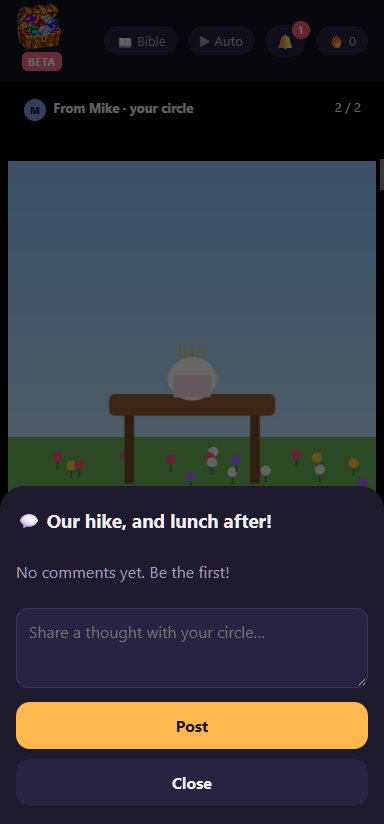 BETA
Bible
Auto
1
0
M
From Mike · your circle
2 / 2
Our hike, and lunch after!
No comments yet. Be the first!
Share a thought with your circle...
Post
Close